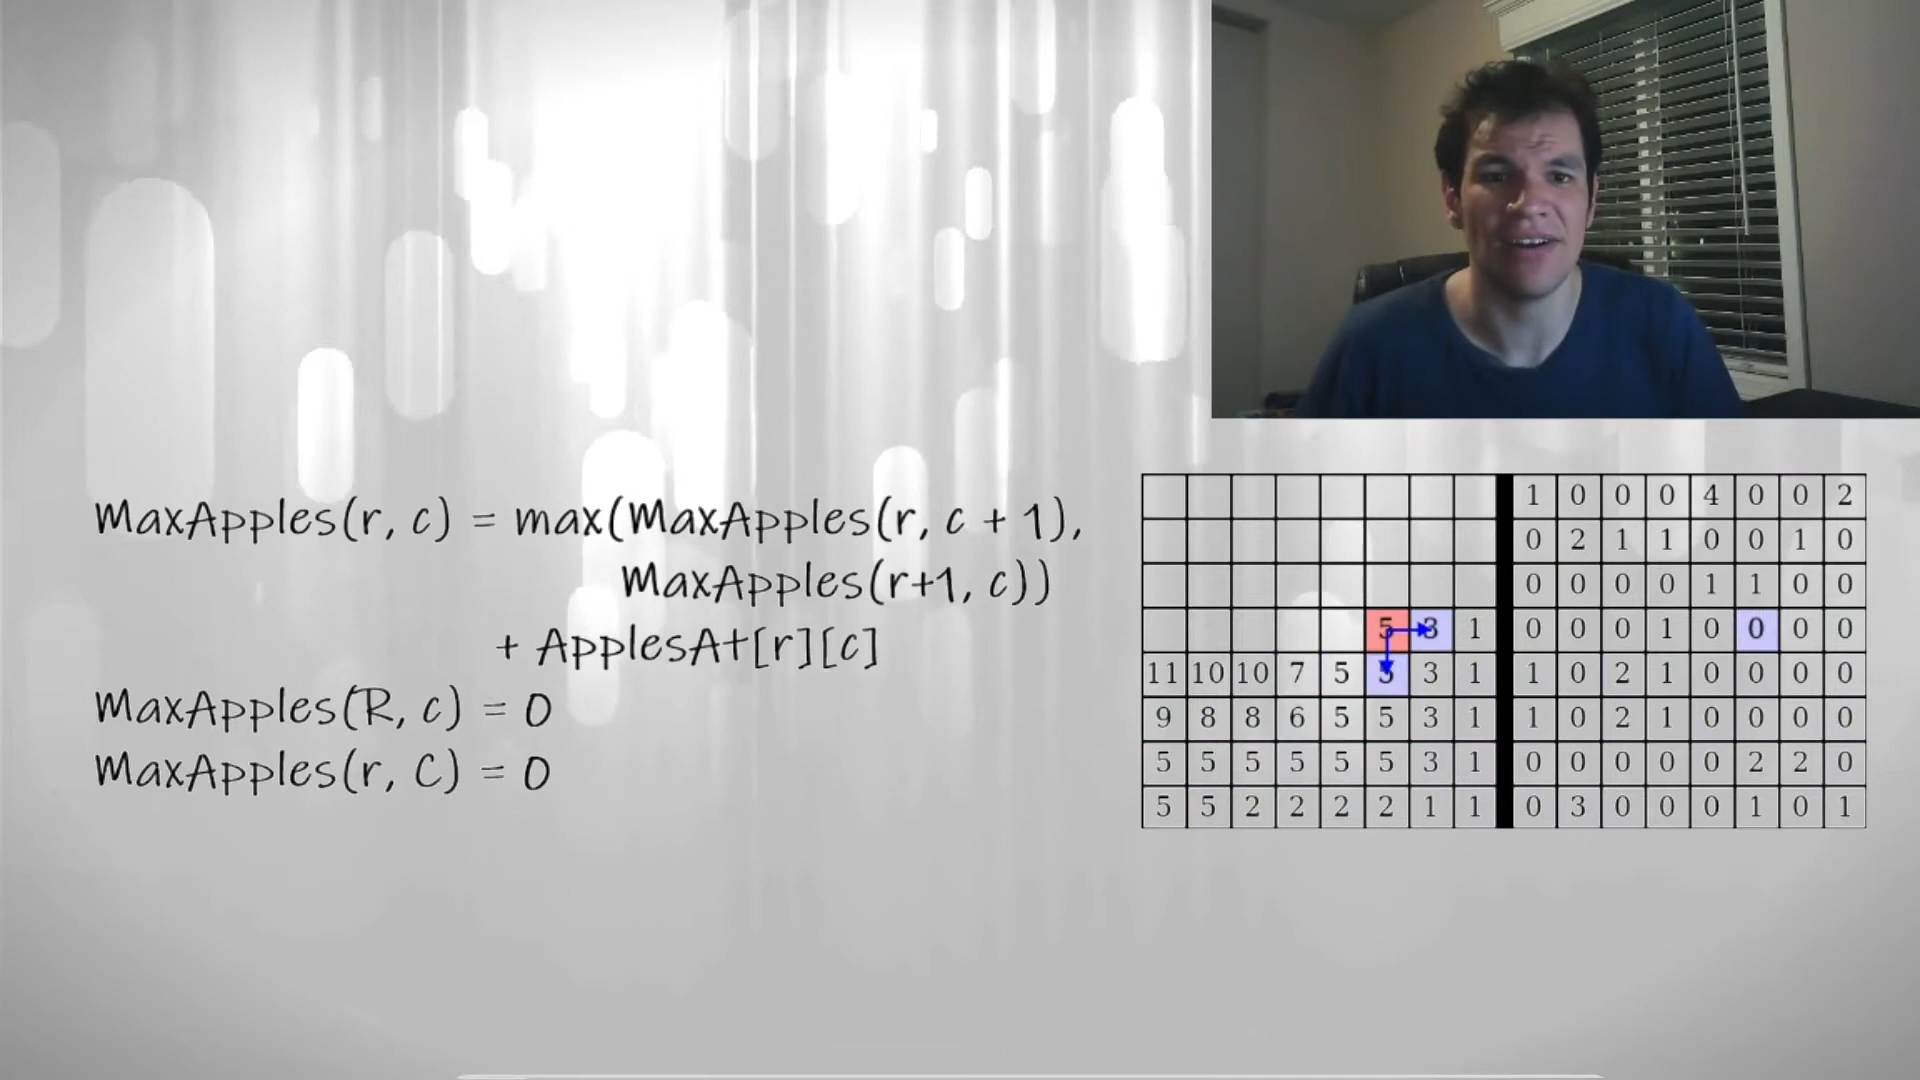 MaxApples(r, c) = max(MaxApples(r, c + 1),
MaxApples(r+1, c))
+ ApplesAt[r][c]
MaxApples(R, c) = 0
MaxApples(r, C) = 0
1 0 0 0 4 0 0 2
0 2 1 1 0 0 1 0
0 0 0 0 1 1 0 0
5 3 1 0 0 0 1 0 0 0 0
11 10 10 7 5 5 3 1 1 0 2 1 0 0 0 0
9 8 8 6 5 5 3 1 1 0 2 1 0 0 0 0
5 5 5 5 5 5 3 1 0 0 0 0 0 2 2 0
5 5 2 2 2 2 1 1 0 3 0 0 0 1 0 1